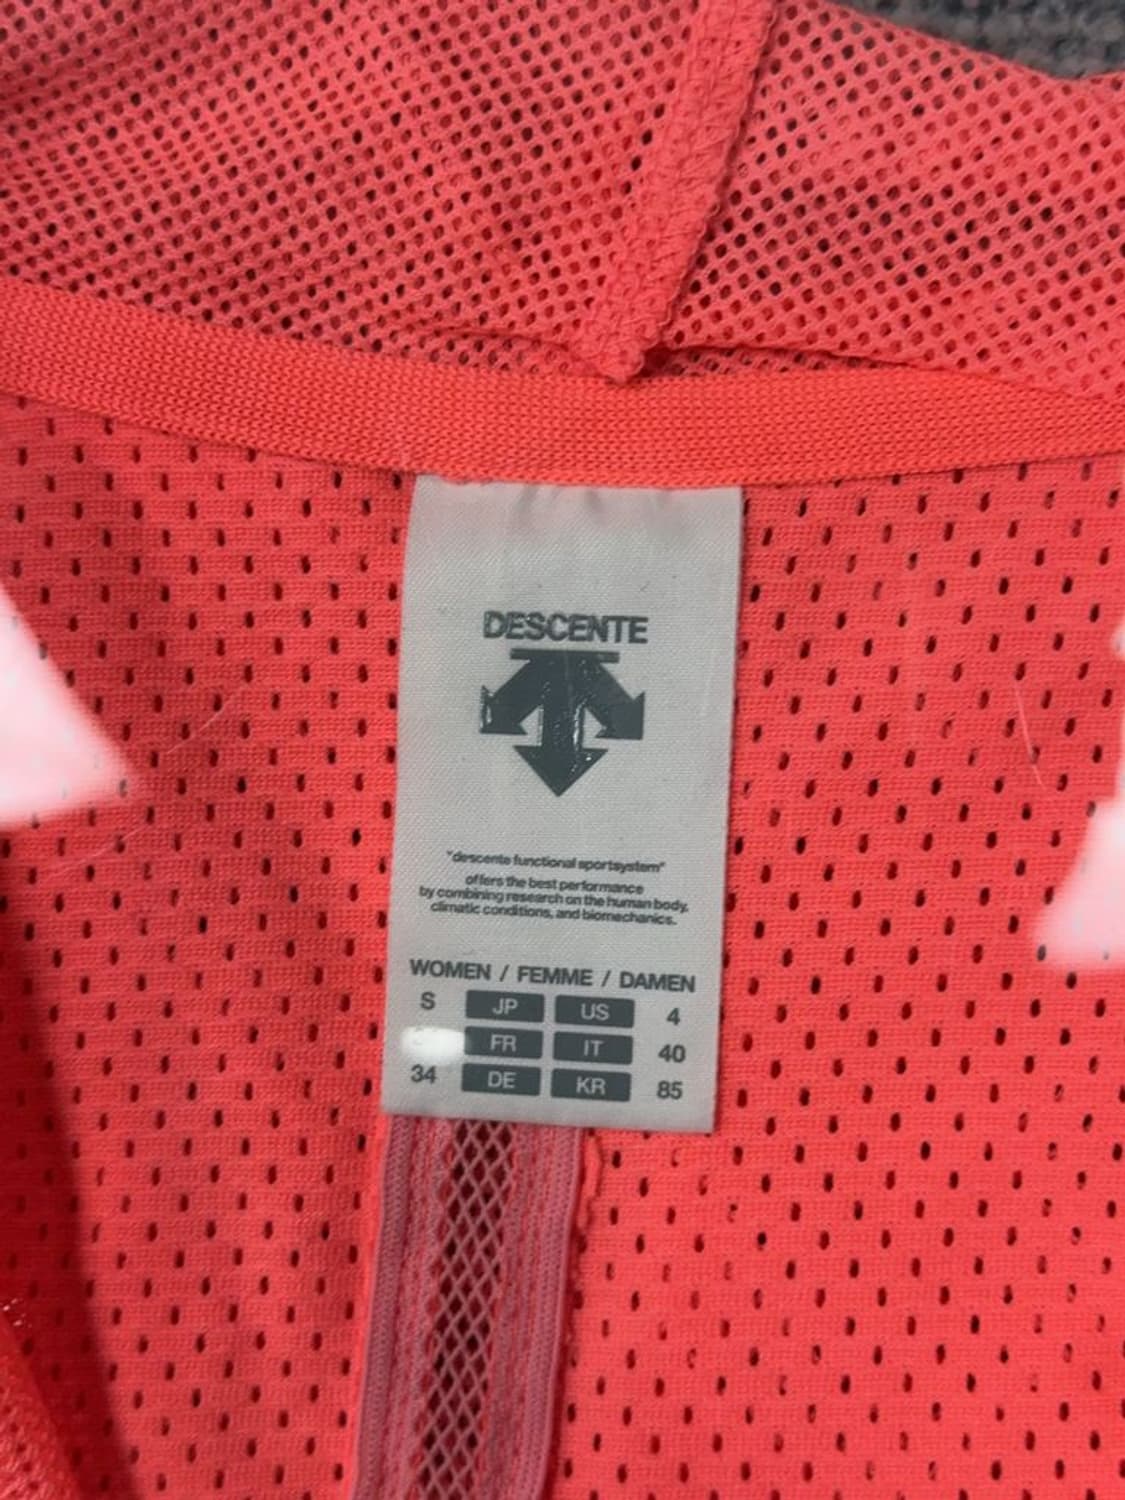 DESCENTE
"descente functional sportsystem"
offers the best performance
by combining research on the human body,
climatic conditions, and biomechanics.
WOMEN / FEMME / DAMEN
S JP US 4
FR IT 40
34 DE KR 85